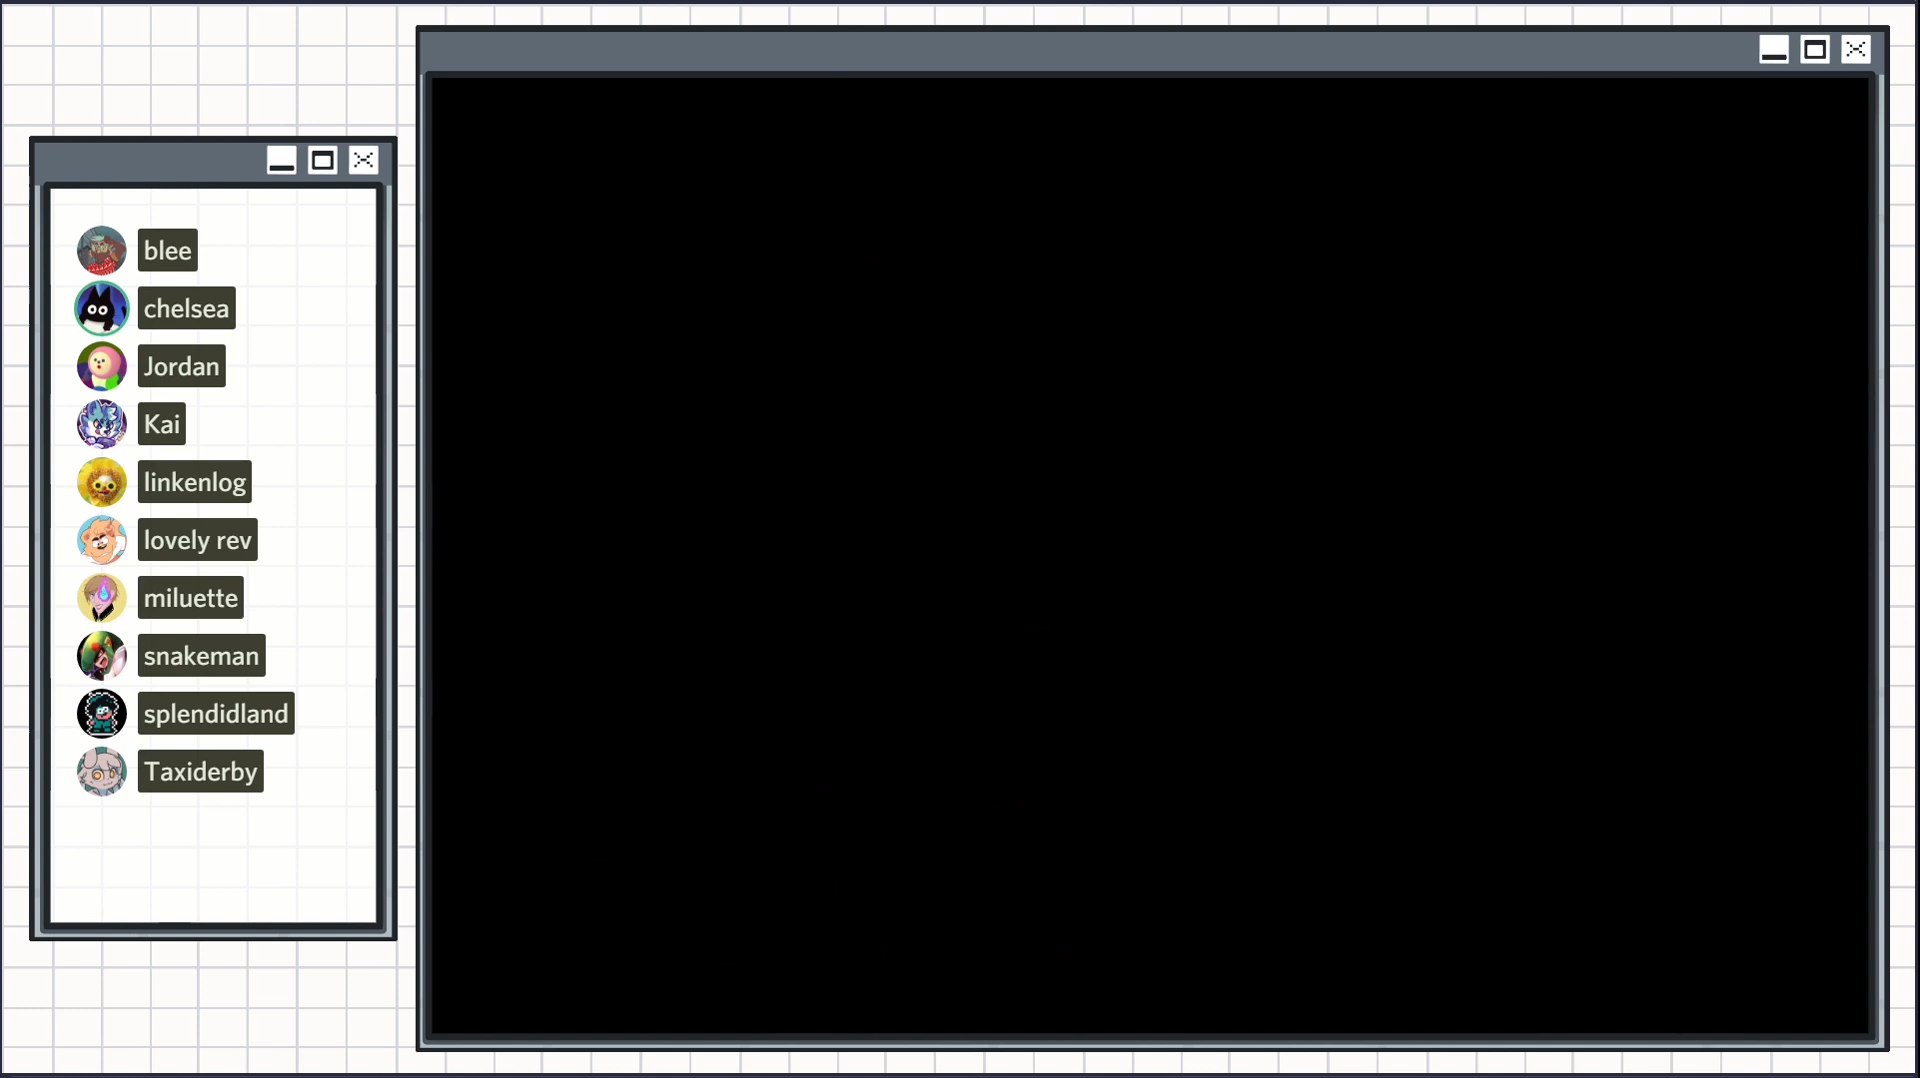 blee
chelsea
Jordan
Kai
linkenlog
lovely rev
miluette
snakeman
splendidland
Taxiderby